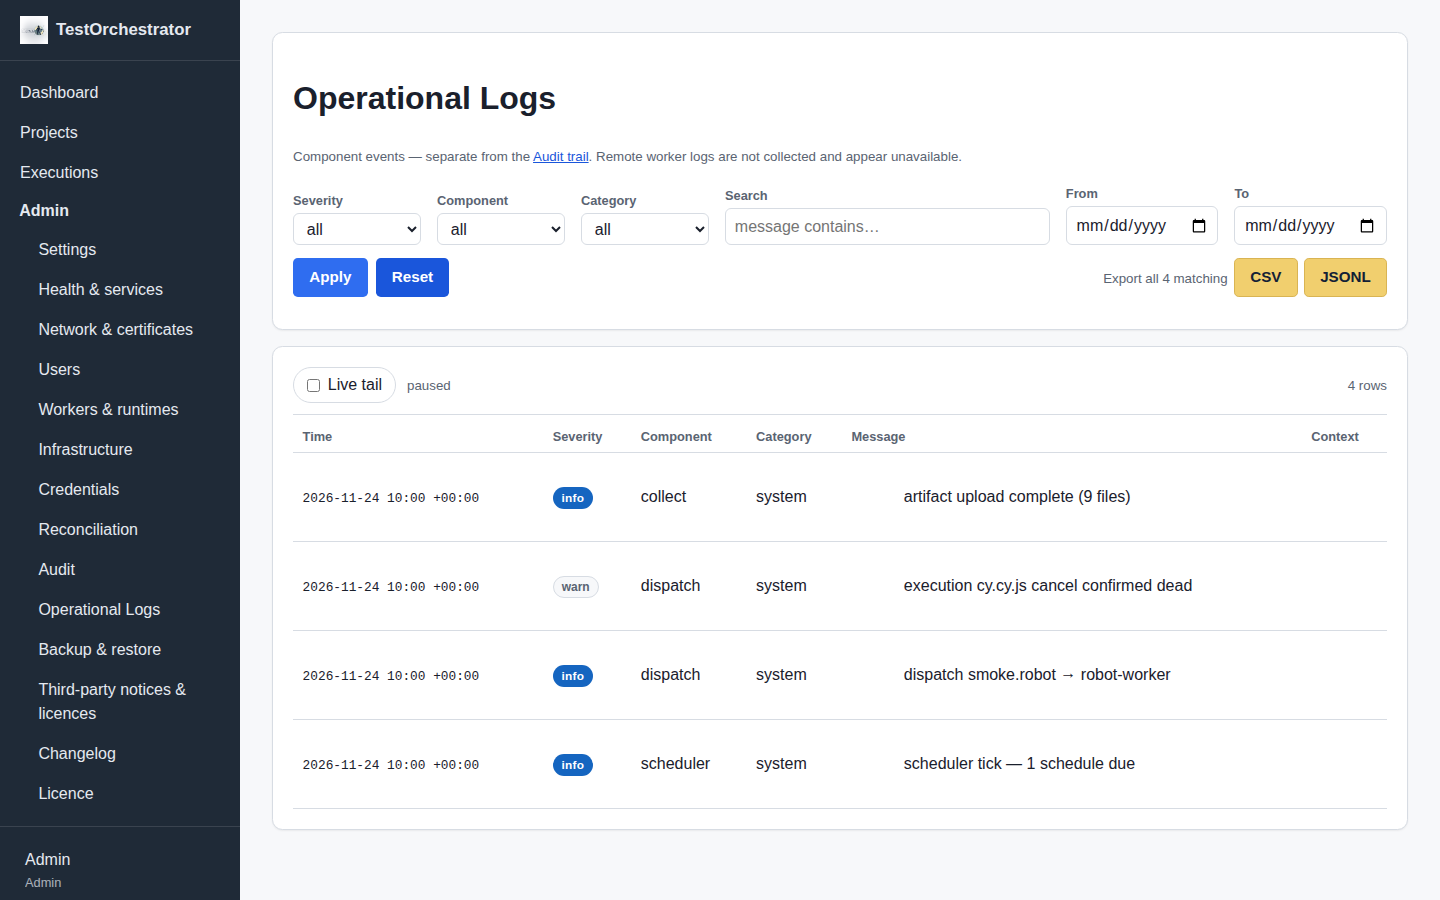 TestOrchestrator
Dashboard
Projects
Executions
Admin
Settings
Health & services
Network & certificates
Users
Workers & runtimes
Infrastructure
Credentials
Reconciliation
Audit
Operational Logs
Backup & restore
Third-party notices &
licences
Changelog
Licence
Admin
Admin
Operational Logs
Component events — separate from the Audit trail. Remote worker logs are not collected and appear unavailable.
Severity Component Category Search From To
all all all message contains… mm/dd/yyyy mm/dd/yyyy
Apply Reset Export all 4 matching CSV JSONL
Live tail paused 4 rows
Time Severity Component Category Message Context
2026-11-24 10:00 +00:00 info collect system artifact upload complete (9 files)
2026-11-24 10:00 +00:00 warn dispatch system execution cy.cy.js cancel confirmed dead
2026-11-24 10:00 +00:00 info dispatch system dispatch smoke.robot → robot-worker
2026-11-24 10:00 +00:00 info scheduler system scheduler tick — 1 schedule due